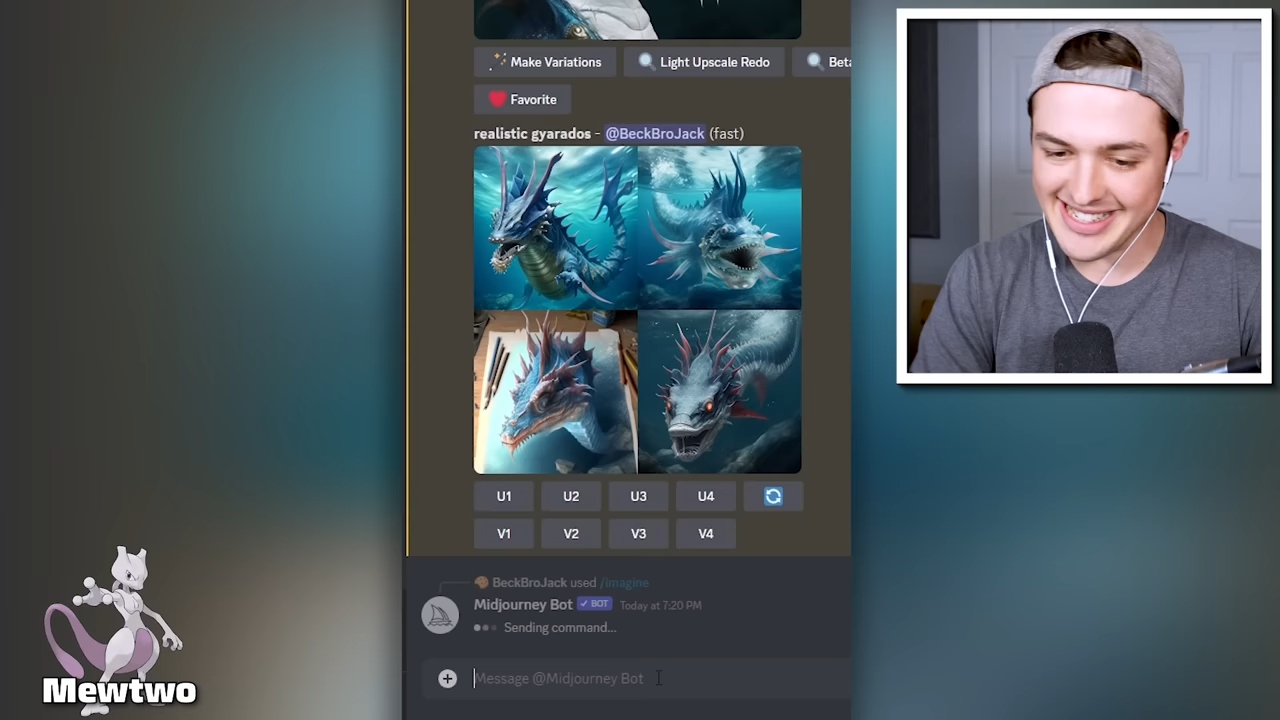 Make Variations
Light Upscale Redo
Beta
Favorite
realistic gyarados - @BeckBroJack (fast)
U1 U2 U3 U4
V1 V2 V3 V4
BeckBroJack used /imagine
Midjourney Bot ✓ BOT Today at 7:20 PM
Sending command...
Message @Midjourney Bot
Mewtwo